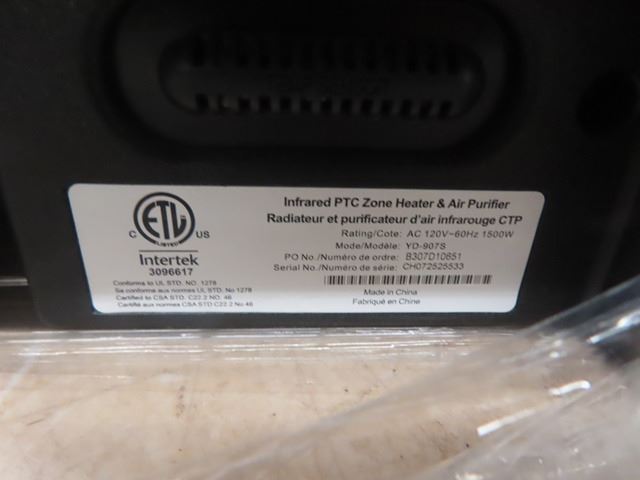 C ETL US
LISTED
Intertek
3096617
Conforms to UL STD. NO. 1278
Sa conforme aux normes UL STD. No 1278
Certified to CSA STD. C22.2 NO. 46
Certifié aux normes CSA STD C22.2 No.46
Infrared PTC Zone Heater & Air Purifier
Radiateur et purificateur d'air infrarouge CTP
Rating/Cote: AC 120V~60Hz 1500W
Mode/Modèle: YD-907S
PO No./Numéro de ordre: B307D10651
Serial No./Numéro de série: CH072525533
Made in China
Fabriqué en Chine